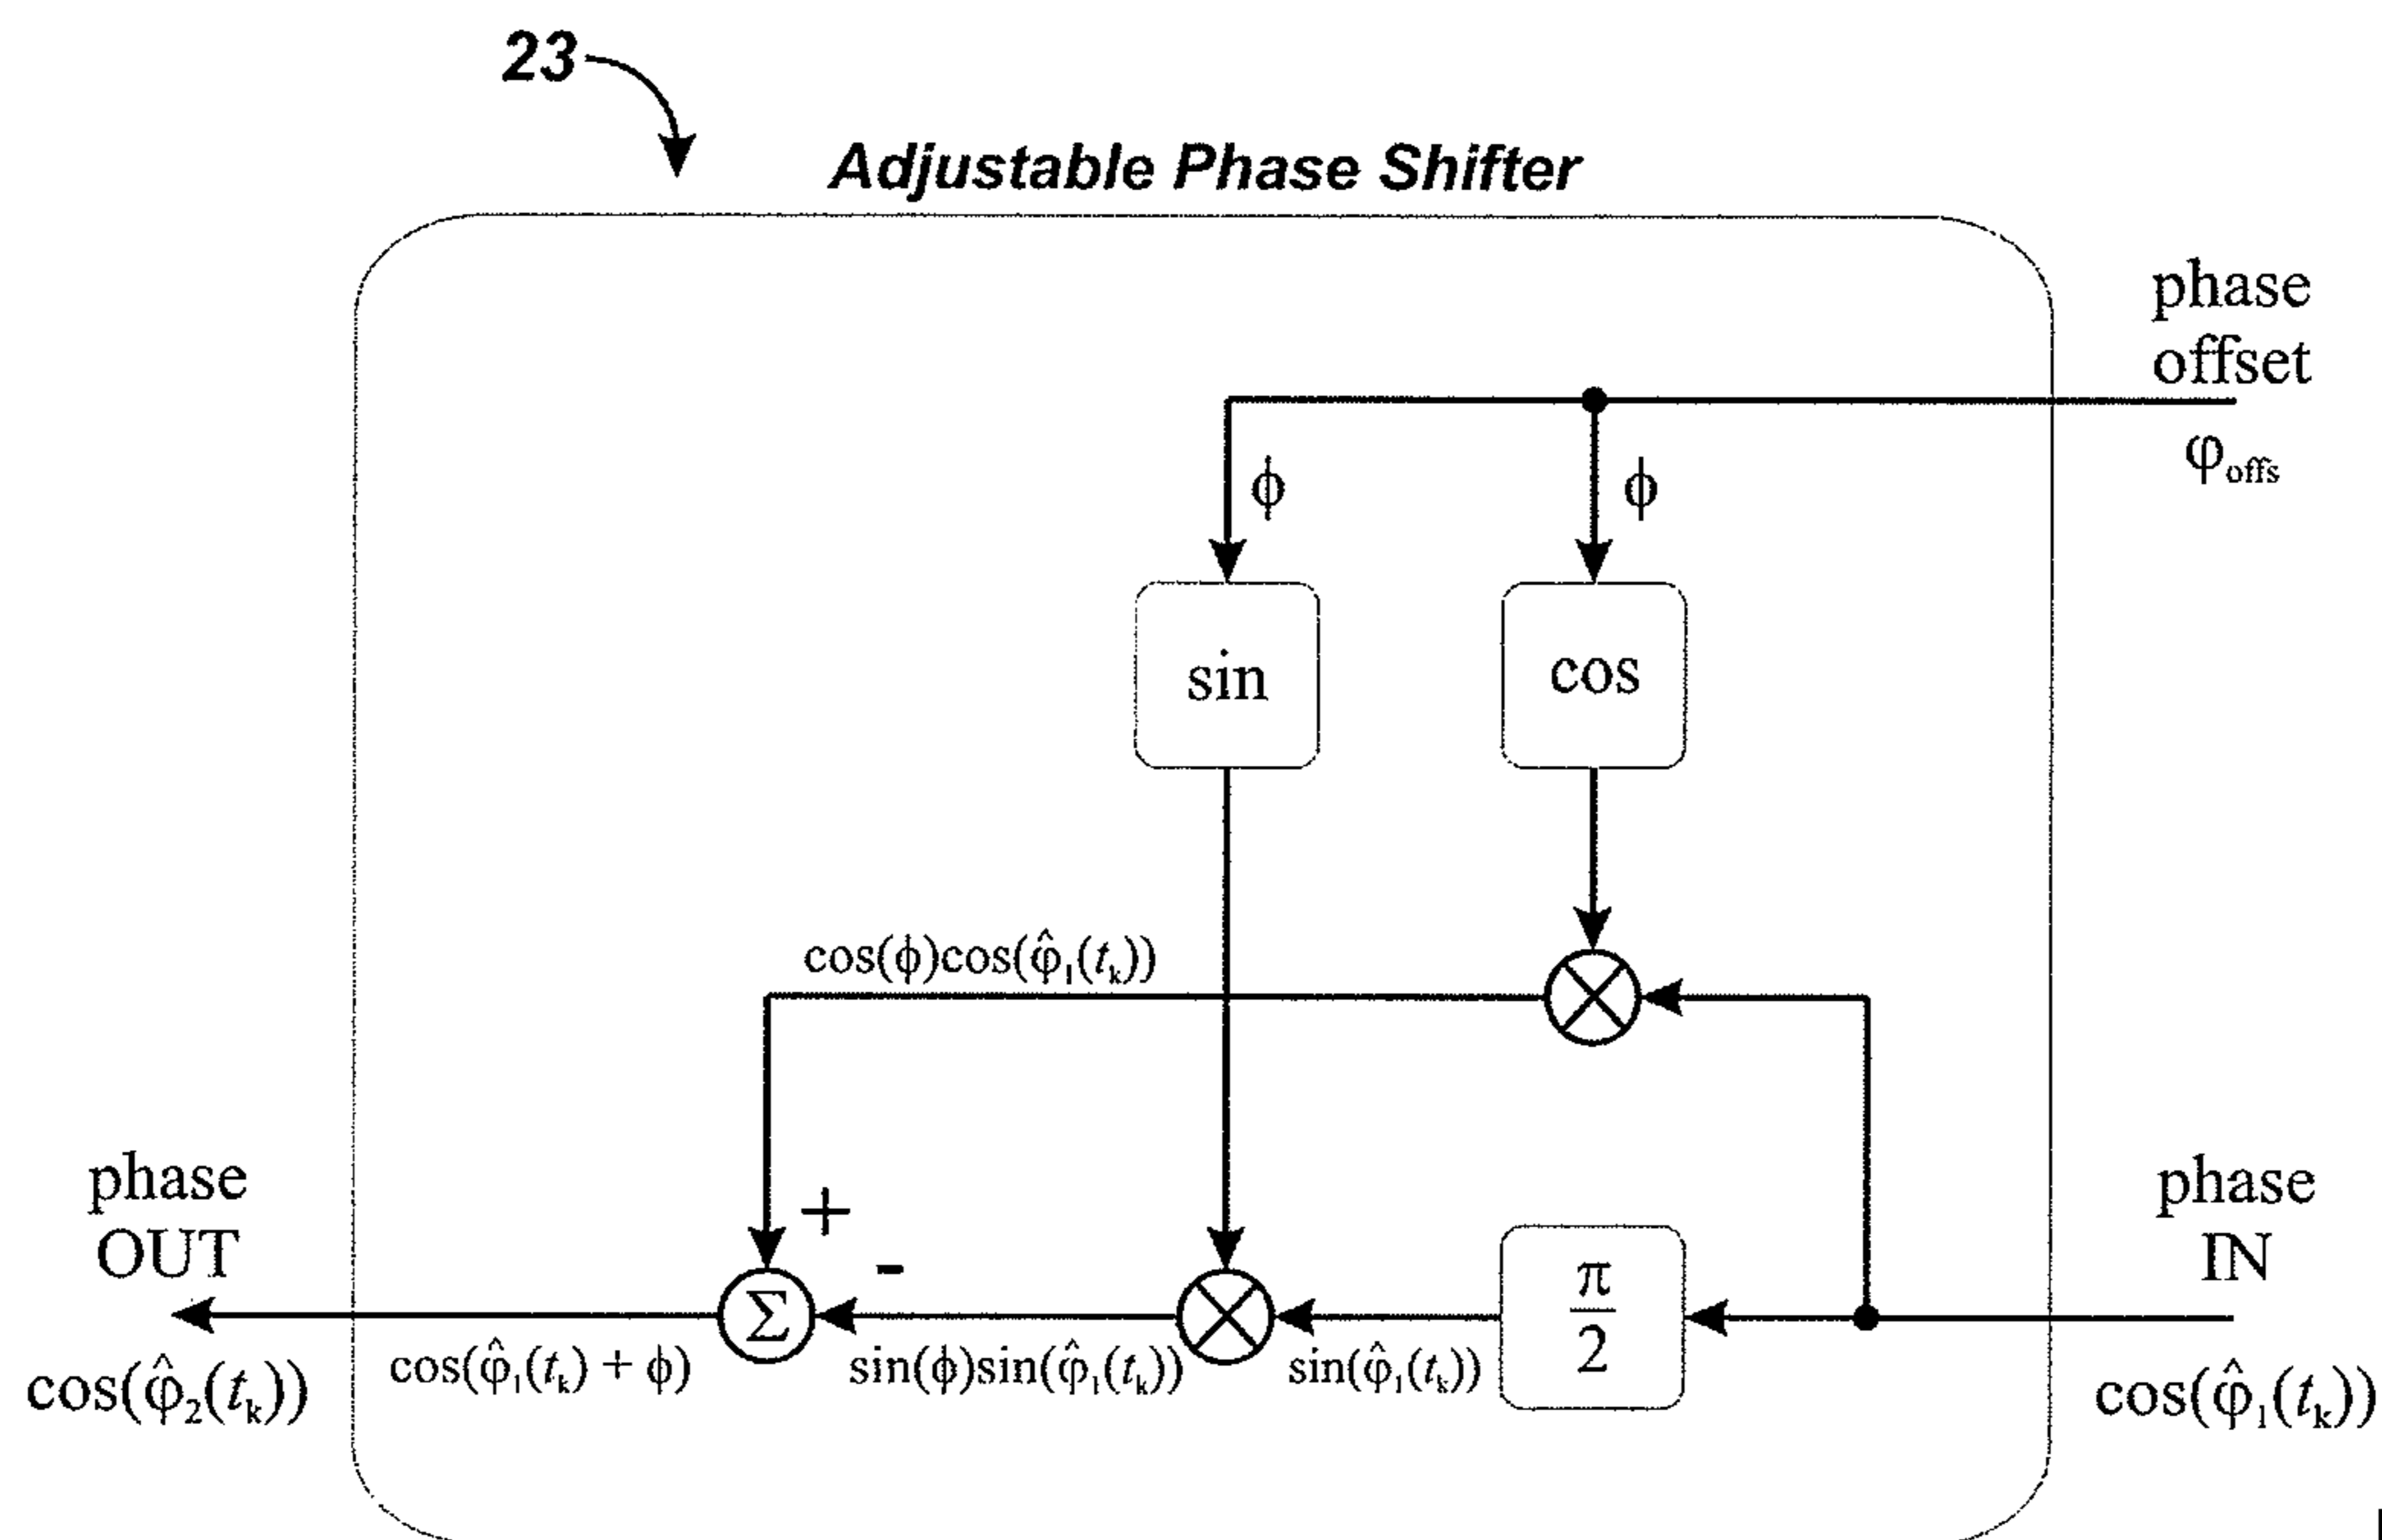 23
Adjustable Phase Shifter
phase
offset
φ_offs
ϕ
ϕ
sin
cos
cos(ϕ)cos(φ̂₁(tₖ))
+
-
phase
OUT
cos(φ̂₂(tₖ))
cos(φ̂₁(tₖ) + ϕ)
Σ
sin(ϕ)sin(φ̂₁(tₖ))
sin(φ̂₁(tₖ))
π
2
phase
IN
cos(φ̂₁(tₖ))